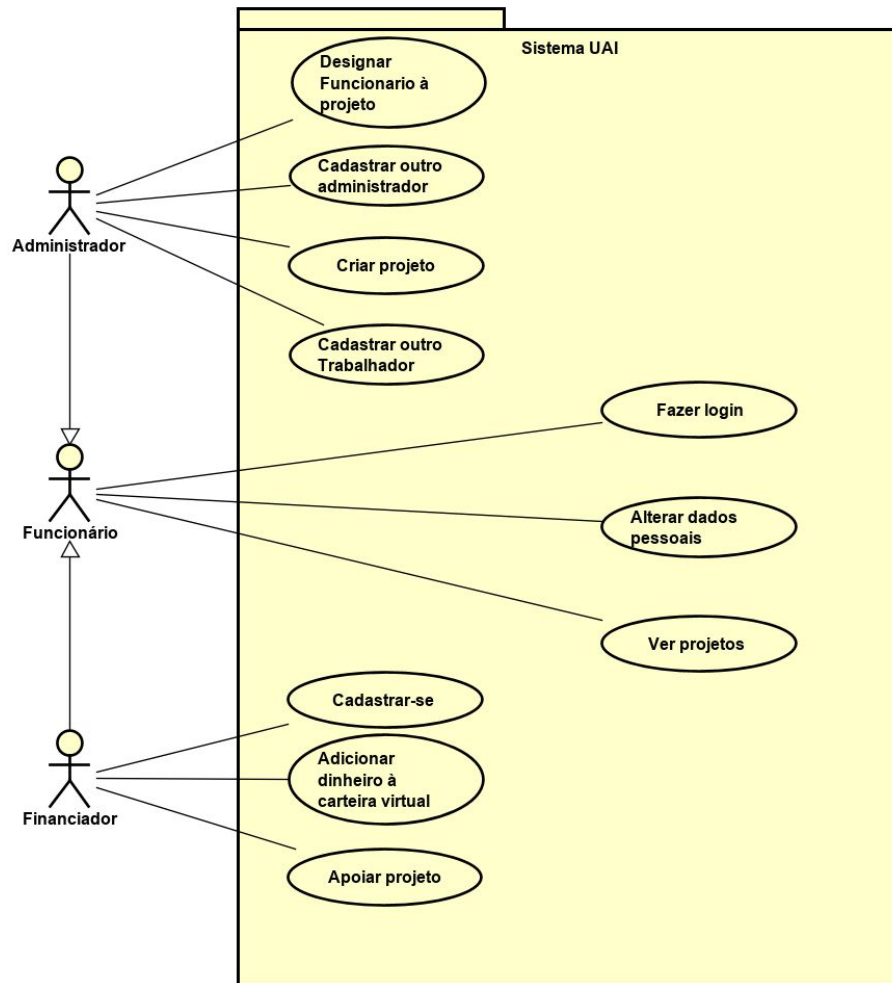 Sistema UAI
Designar
Funcionario à
projeto
Cadastrar outro
administrador
Administrador
Criar projeto
Cadastrar outro
Trabalhador
Fazer login
Funcionário
Alterar dados
pessoais
Ver projetos
Cadastrar-se
Adicionar
dinheiro à
carteira virtual
Financiador
Apoiar projeto